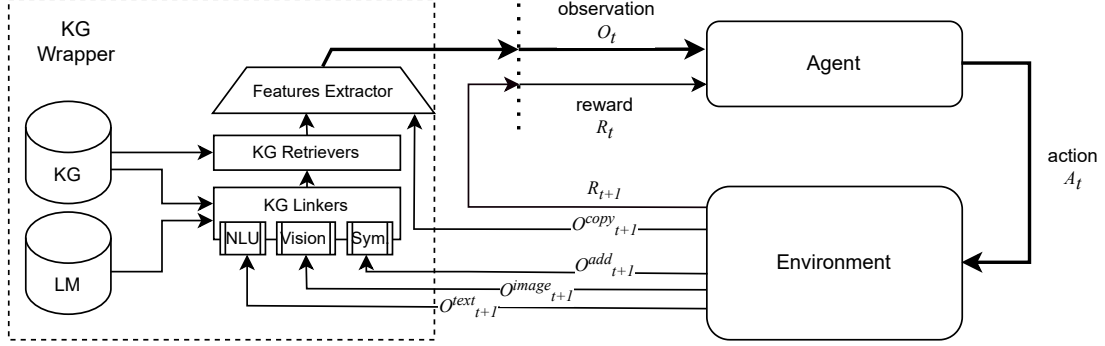 KG
Wrapper
observation
O_t
Agent
Features Extractor
reward
R_t
KG Retrievers
KG
action
A_t
R_{t+1}
KG Linkers
O^{copy}_{t+1}
NLU Vision Sym.
Environment
O^{add}_{t+1}
LM
O^{image}_{t+1}
O^{text}_{t+1}